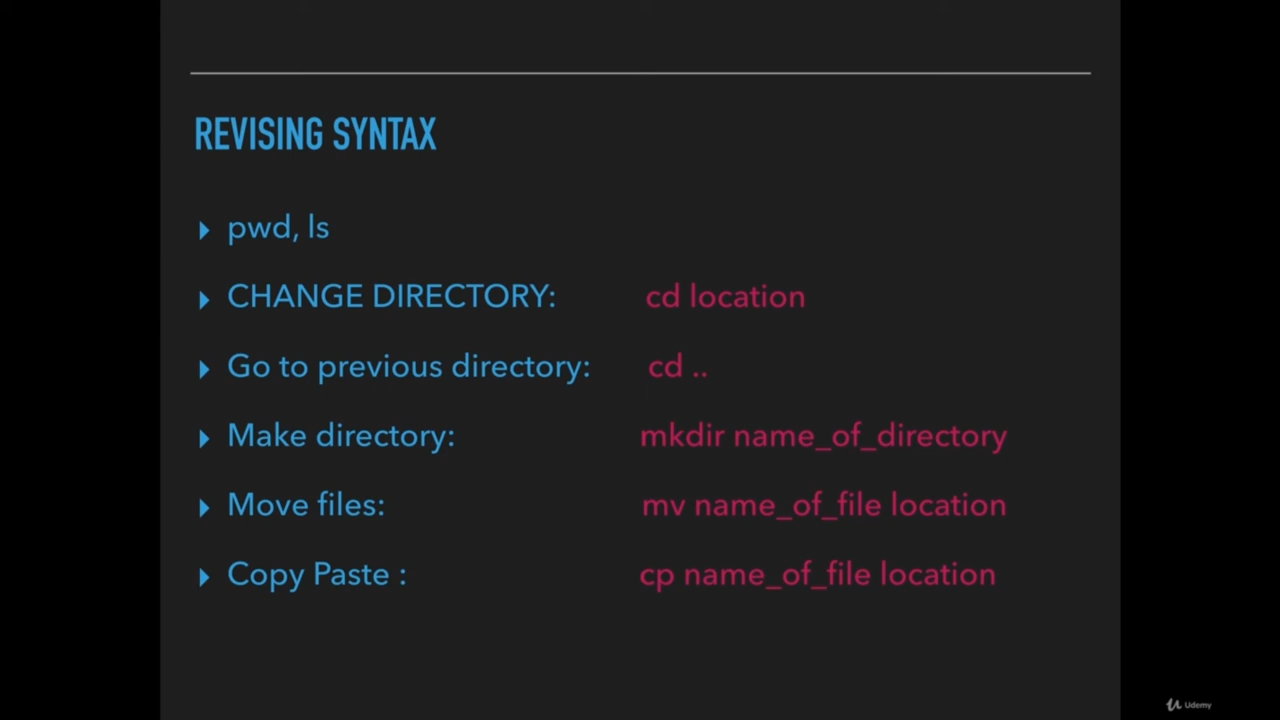 REVISING SYNTAX
pwd, ls
CHANGE DIRECTORY: cd location
Go to previous directory: cd ..
Make directory: mkdir name_of_directory
Move files: mv name_of_file location
Copy Paste : cp name_of_file location
Udemy